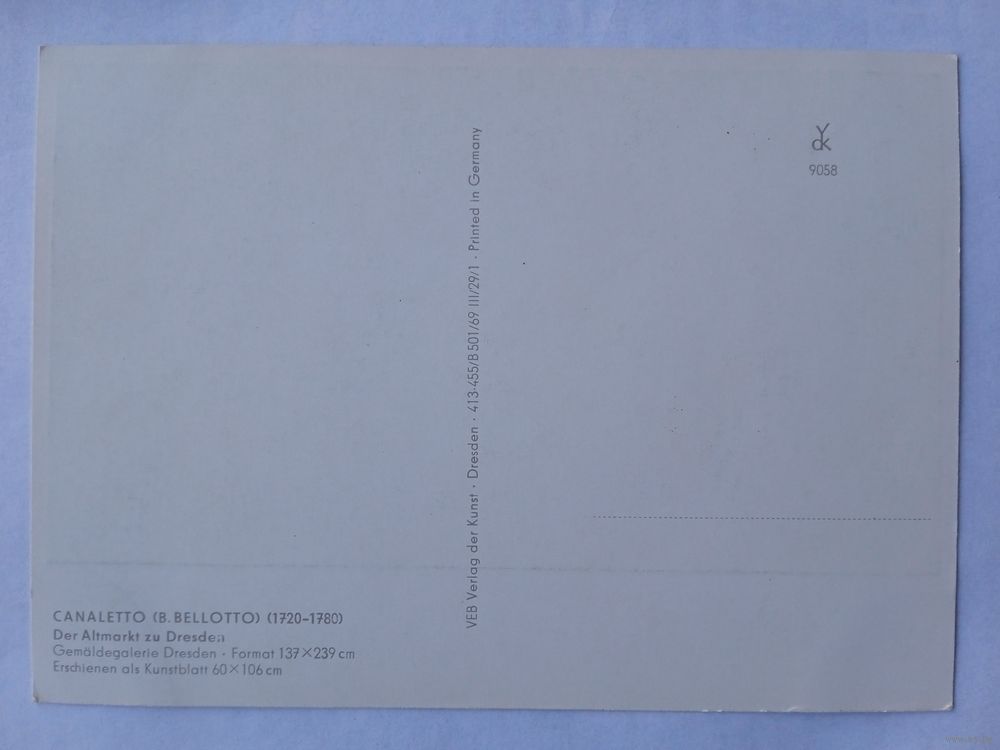 CANALETTO (B. BELLOTTO) (1720–1780)
Der Altmarkt zu Dresden
Gemäldegalerie Dresden · Format 137×239 cm
Erschienen als Kunstblatt 60×106 cm
VEB Verlag der Kunst · Dresden · 413-455/B 501/69 III/29/1 · Printed in Germany
9058